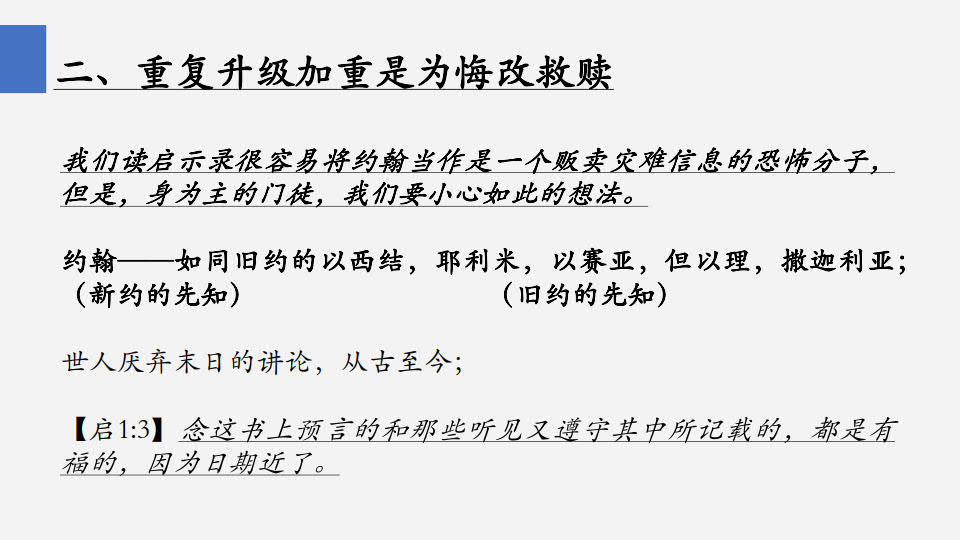 二、重复升级加重是为悔改救赎
我们读启示录很容易将约翰当作是一个贩卖灾难信息的恐怖分子，
但是，身为主的门徒，我们要小心如此的想法。
约翰——如同旧约的以西结，耶利米，以赛亚，但以理，撒迦利亚；
（新约的先知） （旧约的先知）
世人厌弃末日的讲论，从古至今；
【启1:3】念这书上预言的和那些听见又遵守其中所记载的，都是有
福的，因为日期近了。